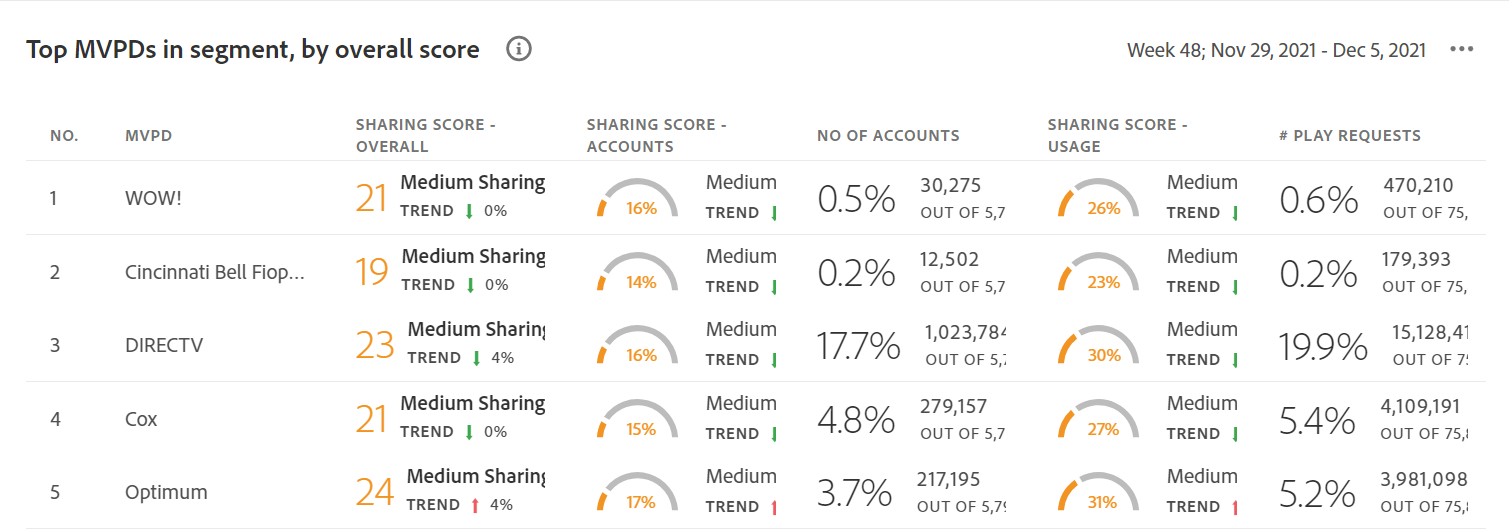 Top MVPDs in segment, by overall score
Week 48; Nov 29, 2021 - Dec 5, 2021
NO. MVPD SHARING SCORE - OVERALL SHARING SCORE - ACCOUNTS NO OF ACCOUNTS SHARING SCORE - USAGE # PLAY REQUESTS
1 WOW! 21 Medium Sharing 16% Medium 0.5% 30,275 26% Medium 0.6% 470,210
TREND 0% TREND OUT OF 5,7 TREND OUT OF 75,
2 Cincinnati Bell Fiop... 19 Medium Sharing 14% Medium 0.2% 12,502 23% Medium 0.2% 179,393
TREND 0% TREND OUT OF 5,7 TREND OUT OF 75,
3 DIRECTV 23 Medium Sharing 16% Medium 17.7% 1,023,784 30% Medium 19.9% 15,128,41
TREND 4% TREND OUT OF 5, TREND OUT OF 7
4 Cox 21 Medium Sharing 15% Medium 4.8% 279,157 27% Medium 5.4% 4,109,191
TREND 0% TREND OUT OF 5,7 TREND OUT OF 75,
5 Optimum 24 Medium Sharing 17% Medium 3.7% 217,195 31% Medium 5.2% 3,981,098
TREND 4% TREND OUT OF 5,7 TREND OUT OF 75,